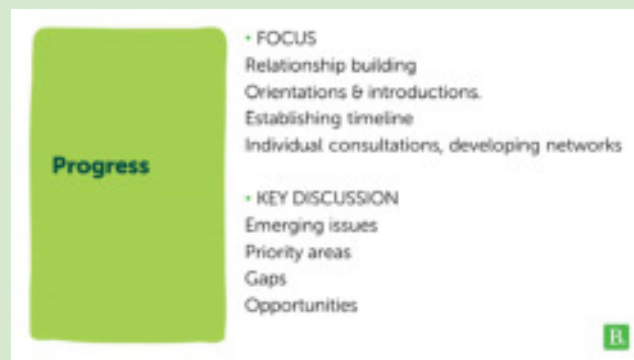 Progress
• FOCUS
Relationship building
Orientations & introductions.
Establishing timeline
Individual consultations, developing networks
• KEY DISCUSSION
Emerging issues
Priority areas
Gaps
Opportunities
B.